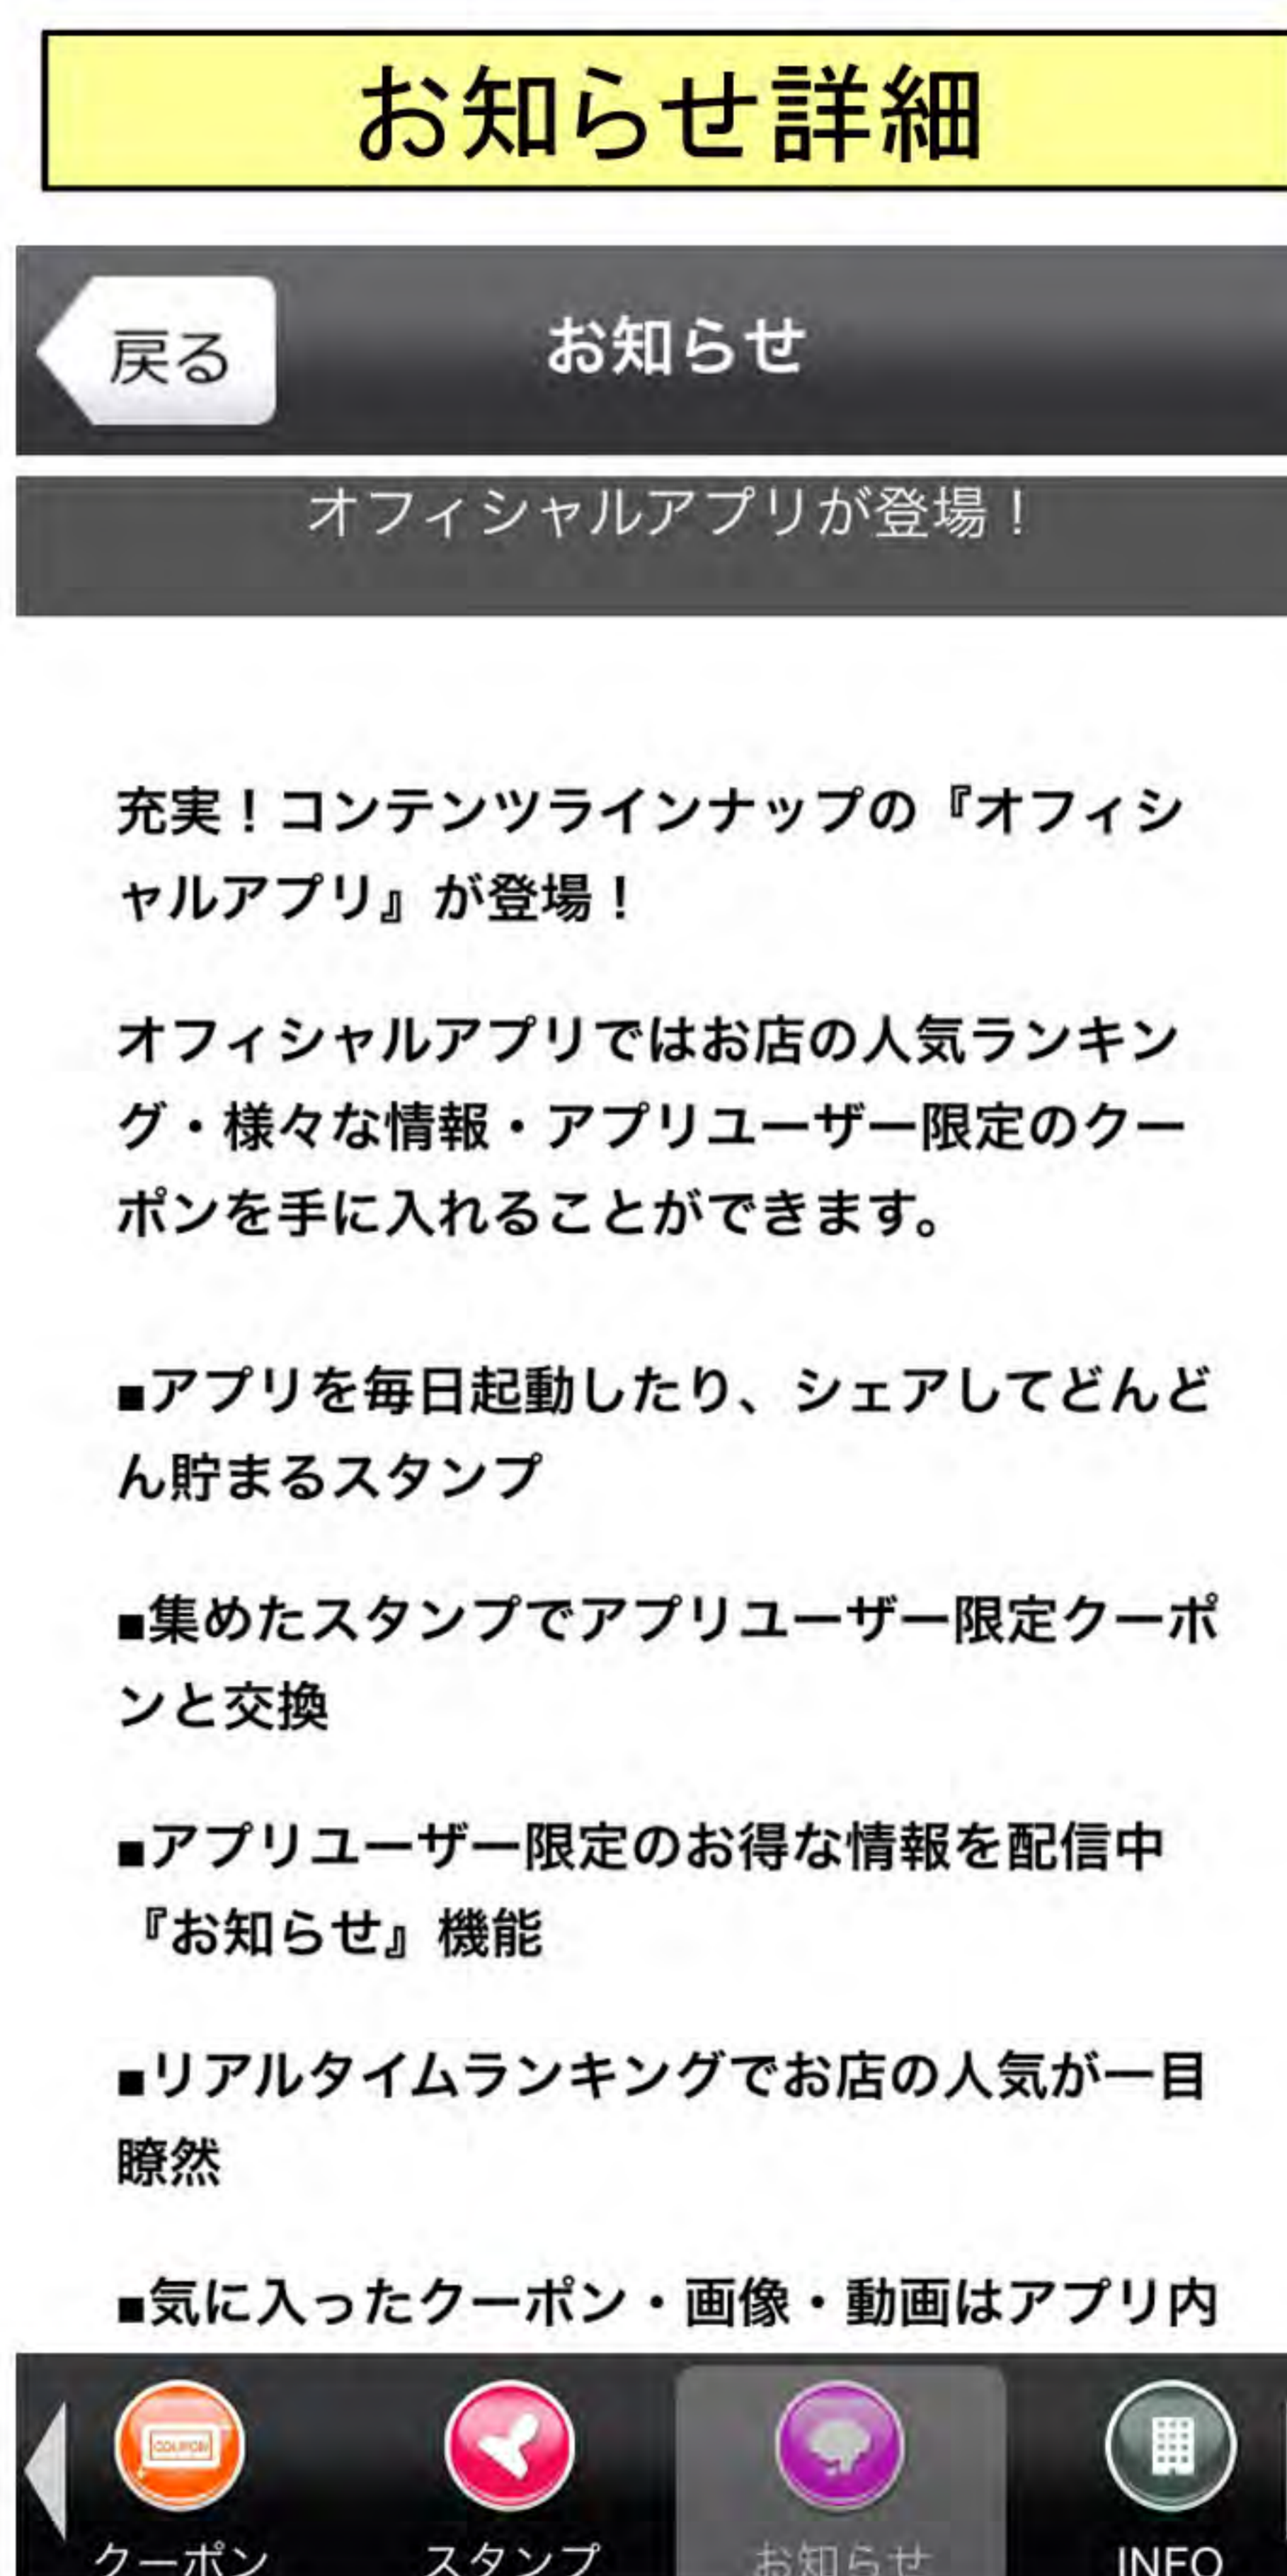 お知らせ詳細
戻る
お知らせ
オフィシャルアプリが登場！
充実！コンテンツラインナップの『オフィシ
ャルアプリ』が登場！
オフィシャルアプリではお店の人気ランキン
グ・様々な情報・アプリユーザー限定のクー
ポンを手に入れることができます。
■アプリを毎日起動したり、シェアしてどんど
ん貯まるスタンプ
■集めたスタンプでアプリユーザー限定クーポ
ンと交換
■アプリユーザー限定のお得な情報を配信中
『お知らせ』機能
■リアルタイムランキングでお店の人気が一目
瞭然
■気に入ったクーポン・画像・動画はアプリ内
COUPON
クーポン
スタンプ
お知らせ
INFO